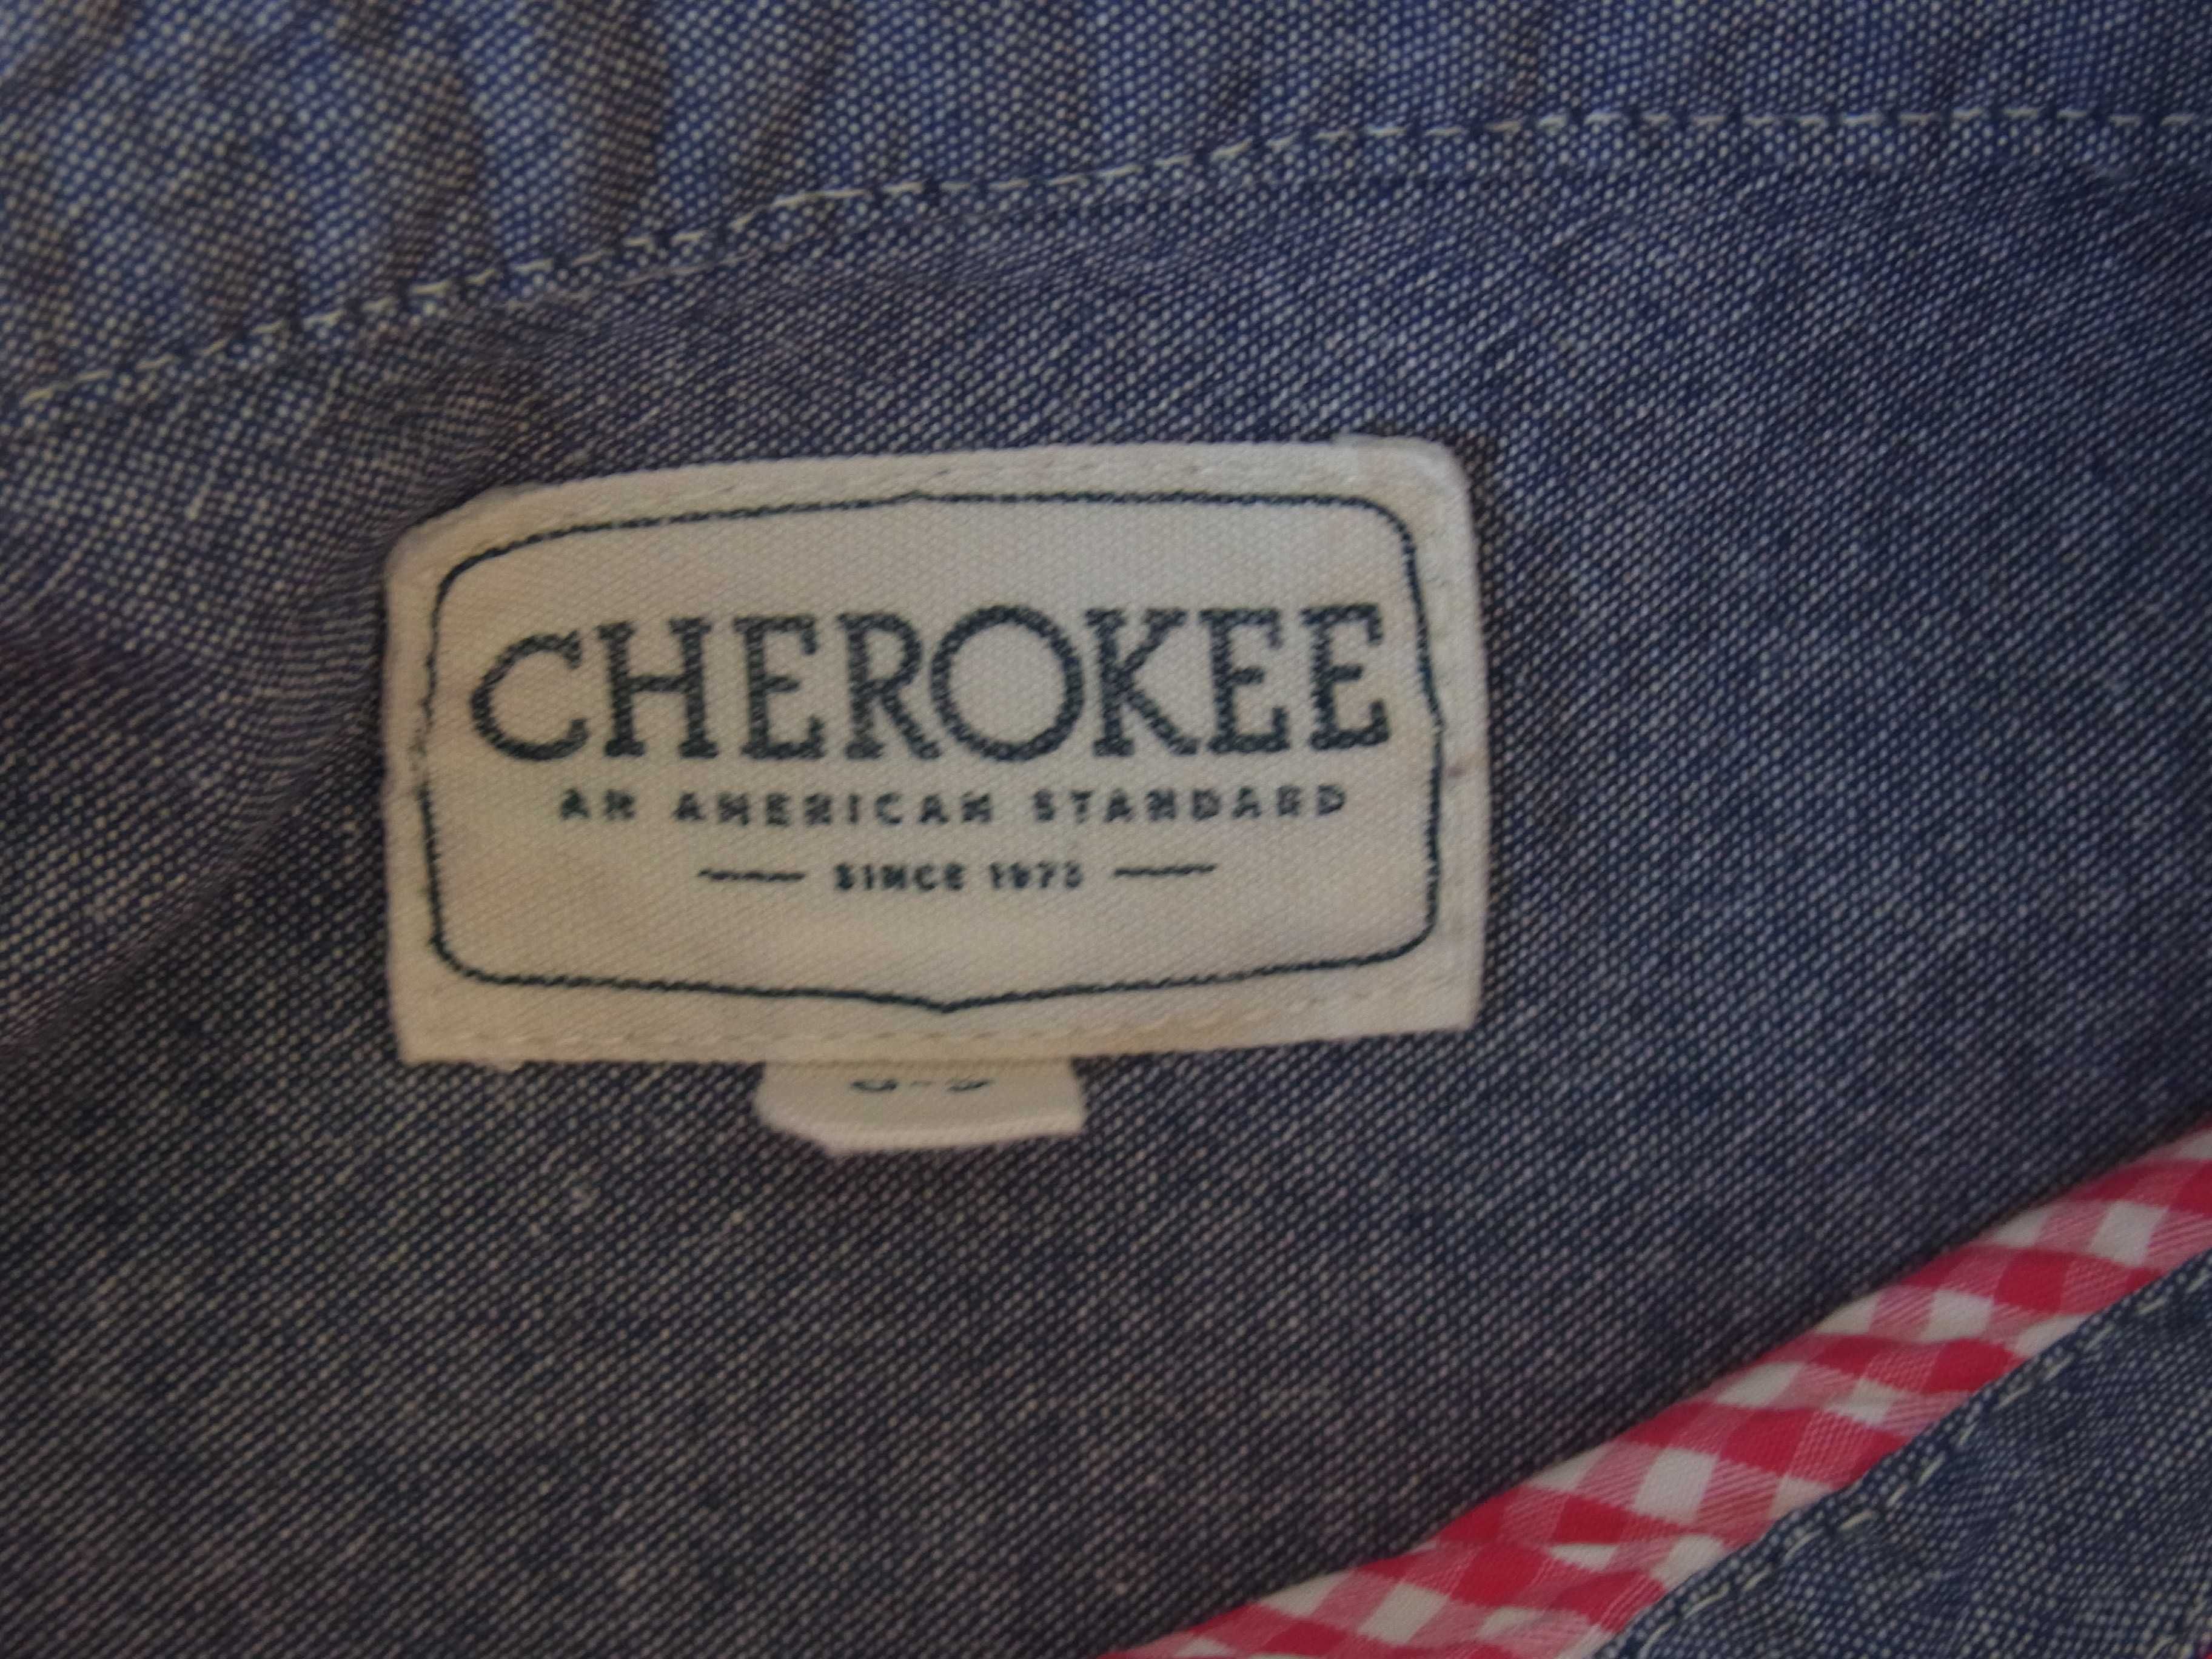 CHEROKEE
AN AMERICAN STANDARD
SINCE 1973